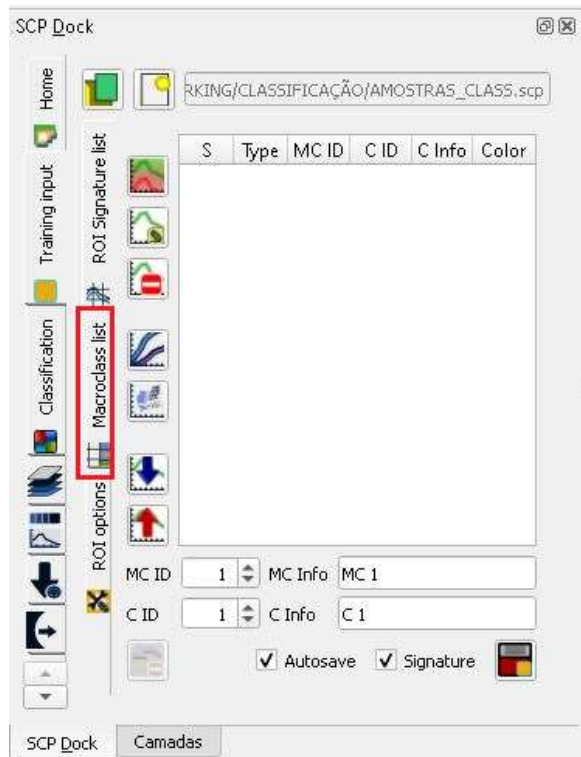 SCP Dock
Home
Training input
Classification
RKING/CLASSIFICAÇÃO/AMOSTRAS_CLASS.scp
ROI Signature list
Macroclass list
ROI options
S Type MC ID C ID C Info Color
MC ID 1 MC Info MC 1
C ID 1 C Info C 1
Autosave Signature
SCP Dock Camadas